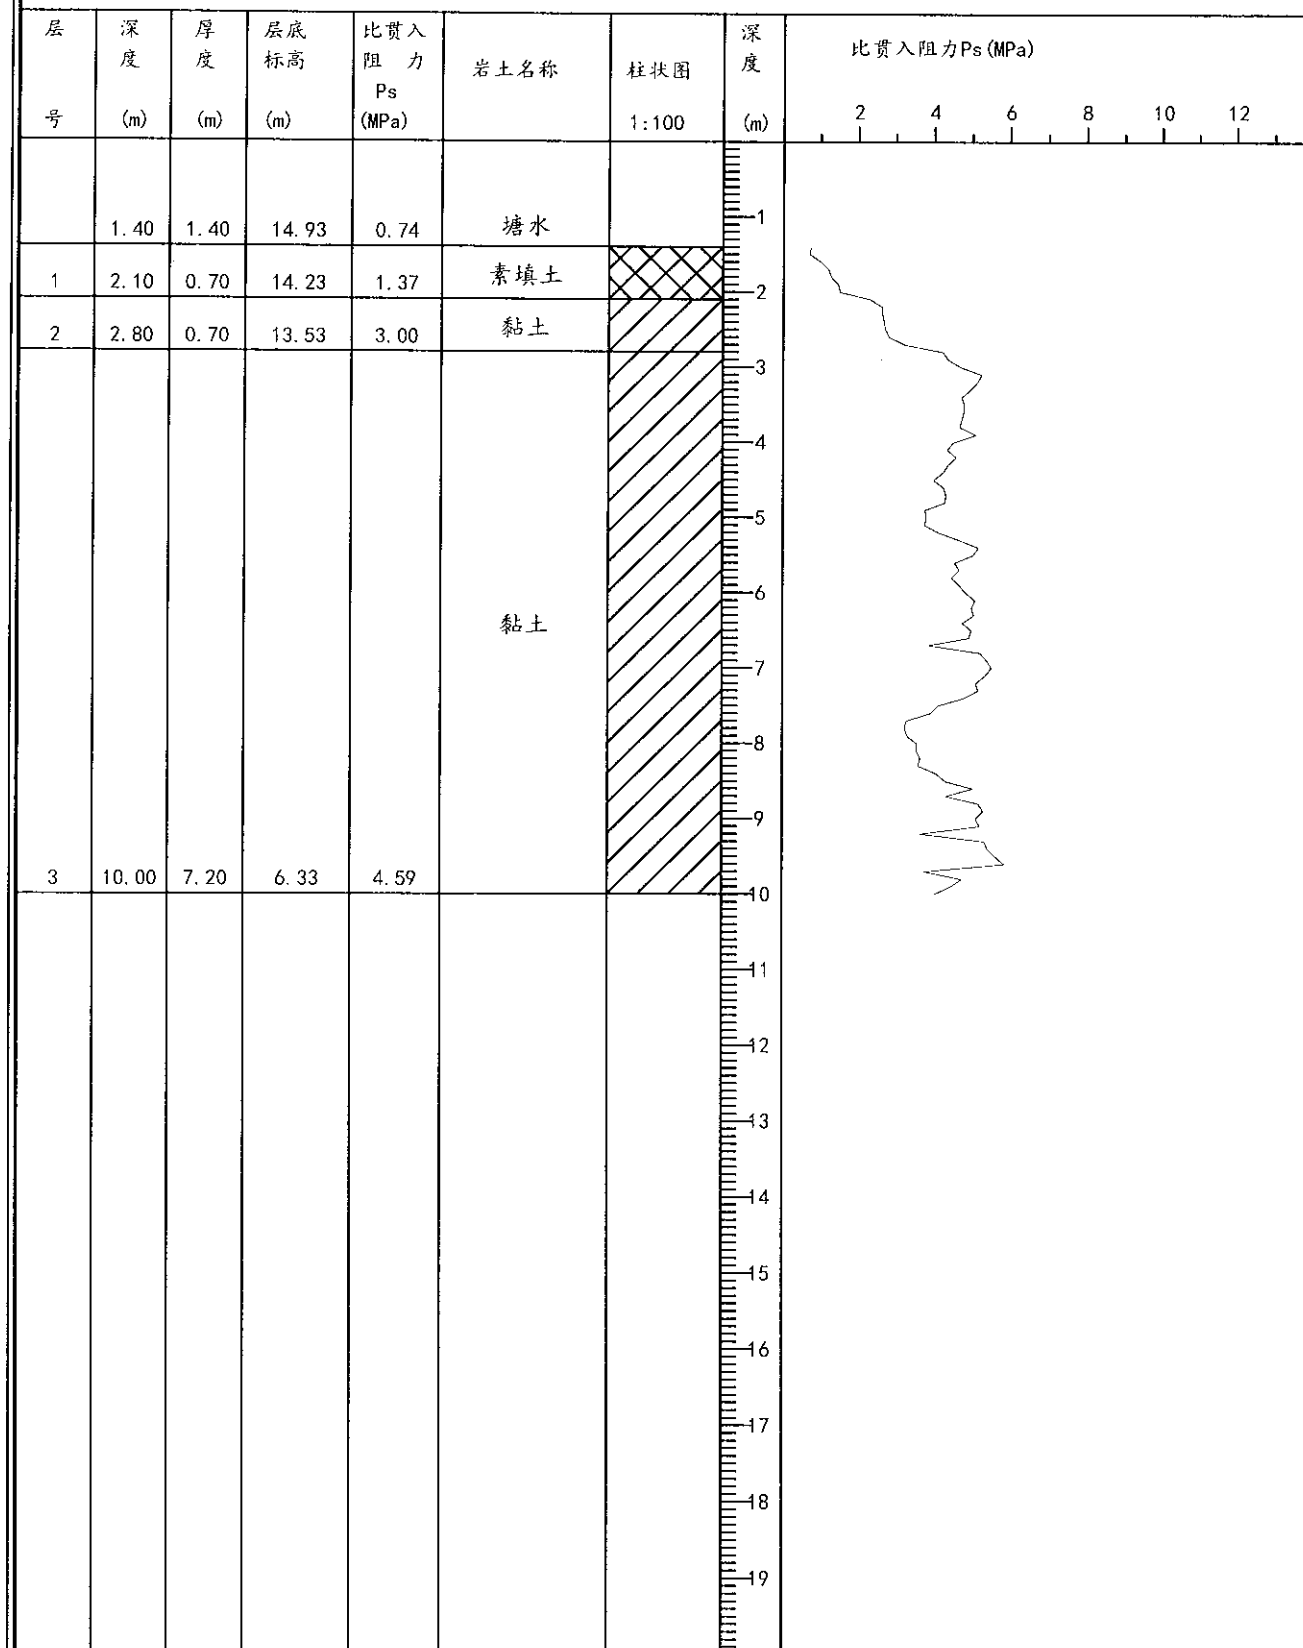 层号 深度(m) 厚度(m) 层底标高(m) 比贯入阻力Ps(MPa) 岩土名称 柱状图1:100 深度(m) 比贯入阻力Ps(MPa)
2 4 6 8 10 12
1.40 1.40 14.93 0.74 塘水
1 2.10 0.70 14.23 1.37 素填土
2 2.80 0.70 13.53 3.00 黏土
黏土
3 10.00 7.20 6.33 4.59
1
2
3
4
5
6
7
8
9
10
11
12
13
14
15
16
17
18
19